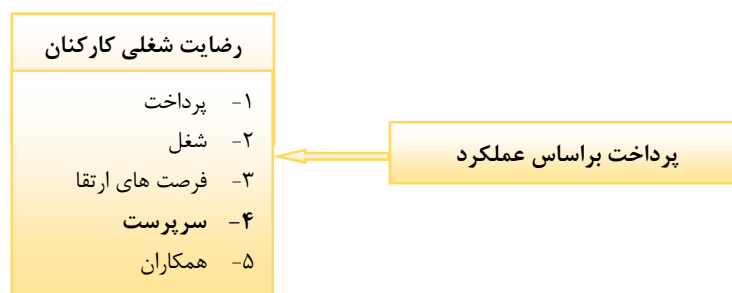 رضایت شغلی کارکنان
۱- پرداخت
۲- شغل
۳- فرصت های ارتقا
۴- سرپرست
۵- همکاران
پرداخت براساس عملکرد